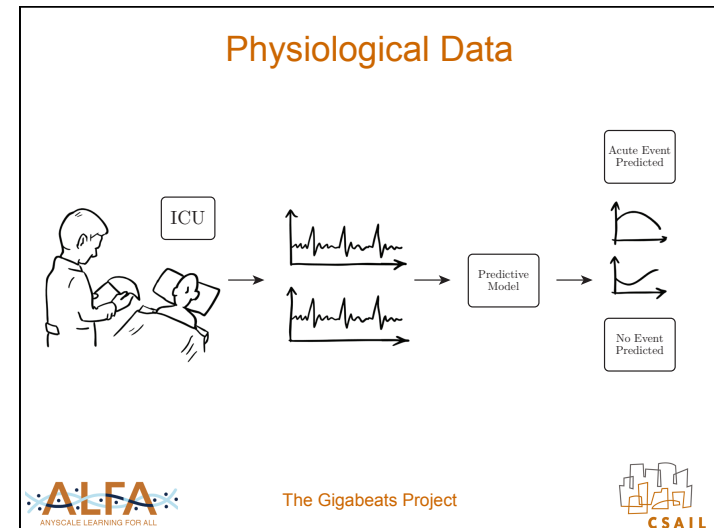 Physiological Data
ICU
Predictive
Model
Acute Event
Predicted
No Event
Predicted
ALFA
ANYSCALE LEARNING FOR ALL
The Gigabeats Project
CSAIL